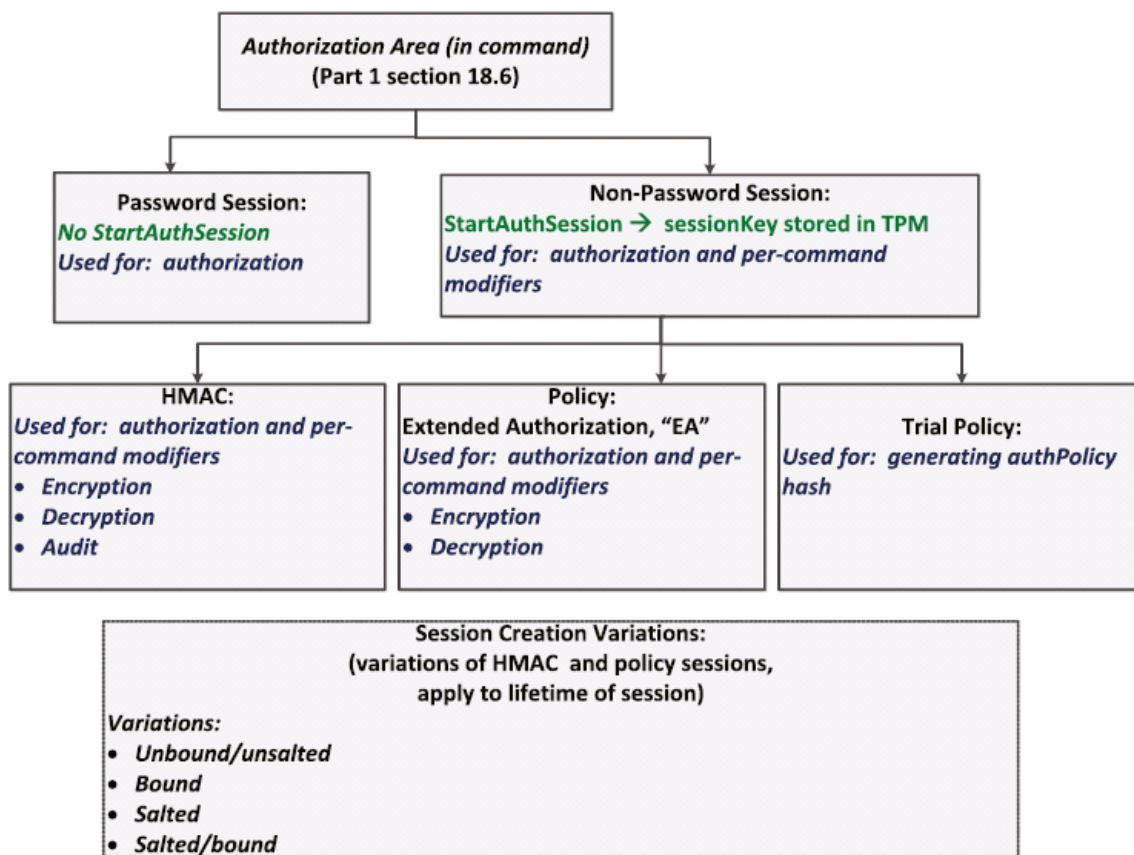 Authorization Area (in command)
(Part 1 section 18.6)
Password Session:
No StartAuthSession
Used for:  authorization
Non-Password Session:
StartAuthSession → sessionKey stored in TPM
Used for:  authorization and per-command
modifiers
HMAC:
Used for:  authorization and per-
command modifiers
• Encryption
• Decryption
• Audit
Policy:
Extended Authorization, “EA”
Used for:  authorization and per-
command modifiers
• Encryption
• Decryption
Trial Policy:
Used for:  generating authPolicy
hash
Session Creation Variations:
(variations of HMAC  and policy sessions,
apply to lifetime of session)
Variations:
• Unbound/unsalted
• Bound
• Salted
• Salted/bound